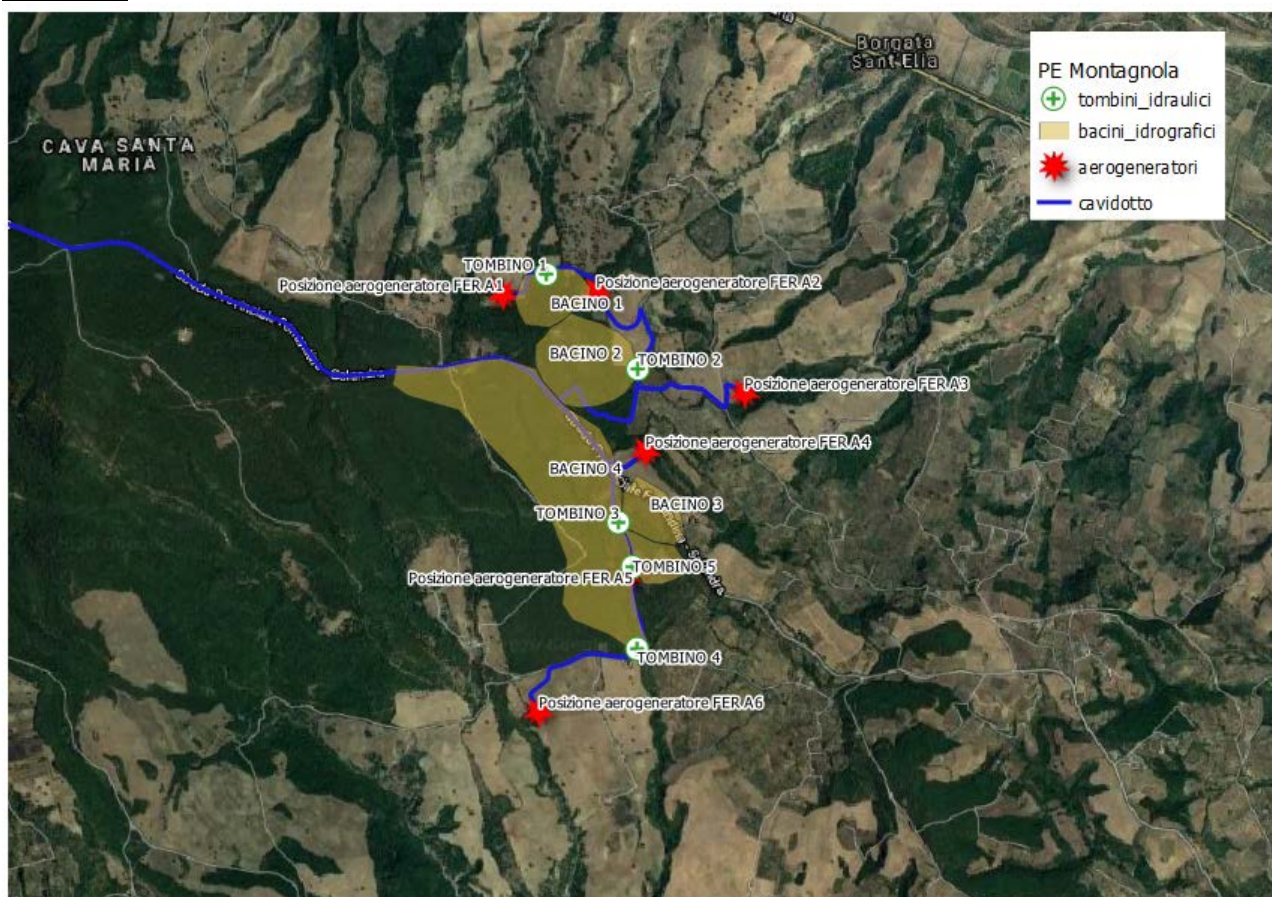 Borgata
Sant'Elia
PE Montagnola
tombini_idraulici
bacini_idrografici
aerogeneratori
cavidotto
CAVA SANTA
MARIA
TOMBINO 1
Posizione aerogeneratore FER.A1
Posizione aerogeneratore FER.A2
BACINO 1
BACINO 2
TOMBINO 2
Posizione aerogeneratore FER.A3
Posizione aerogeneratore FER.A4
BACINO 4
BACINO 3
TOMBINO 3
TOMBINO 5
Posizione aerogeneratore FER.A5
TOMBINO 4
Posizione aerogeneratore FER.A6